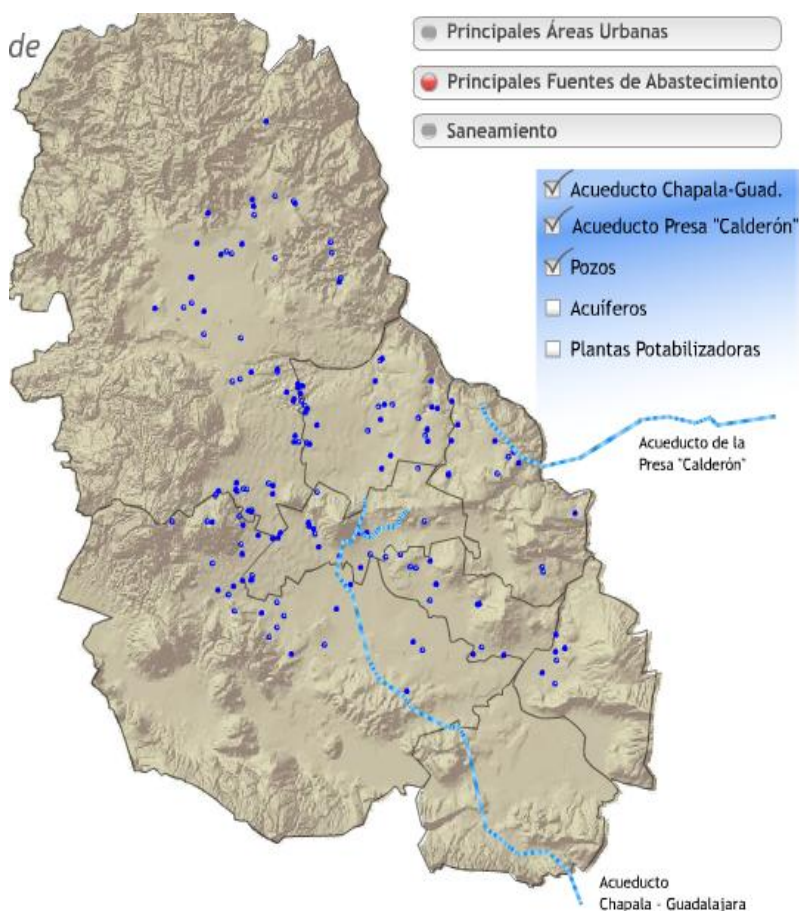 de
Principales Áreas Urbanas
Principales Fuentes de Abastecimiento
Saneamiento
Acueducto Chapala-Guad.
Acueducto Presa "Calderón"
Pozos
Acuíferos
Plantas Potabilizadoras
Acueducto de la
Presa "Calderón"
Acueducto
Chapala - Guadalajara